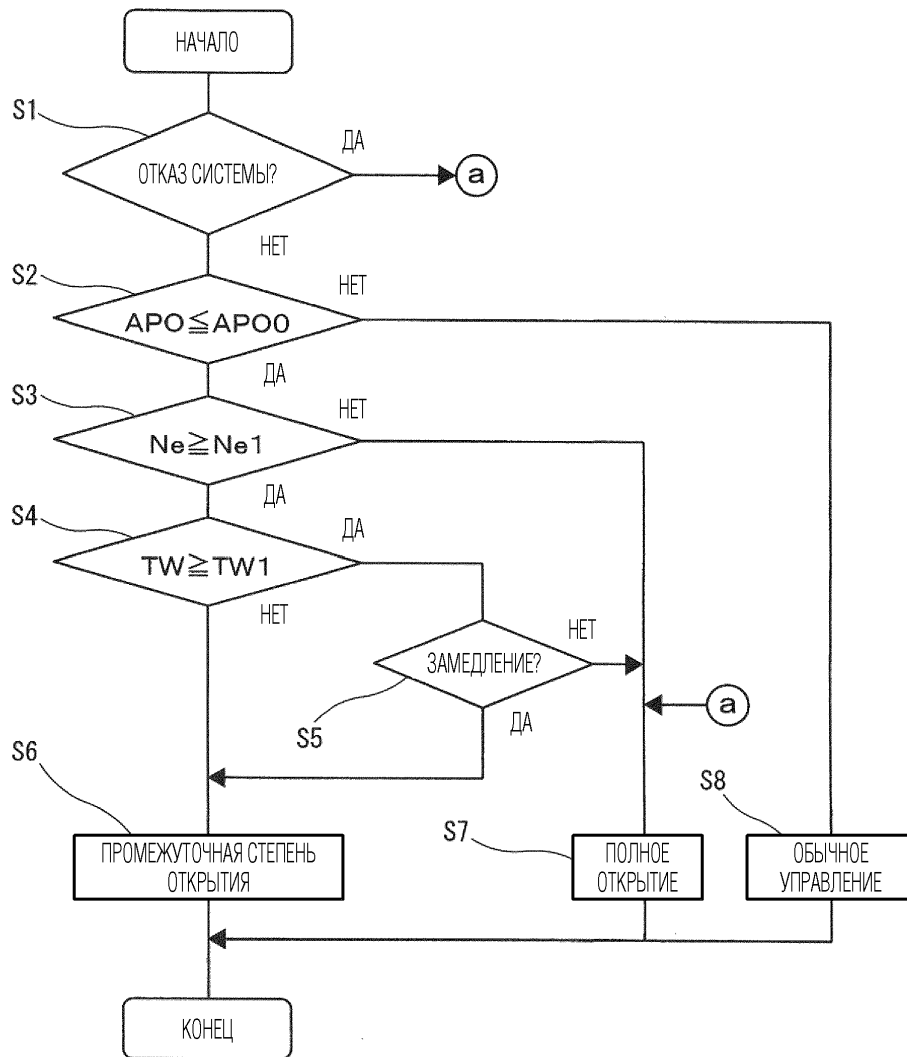 НАЧАЛО
S1
ОТКАЗ СИСТЕМЫ?
ДА
a
НЕТ
S2
APO≦APO0
НЕТ
ДА
S3
Ne≧Ne1
НЕТ
ДА
S4
TW≧TW1
ДА
НЕТ
ЗАМЕДЛЕНИЕ?
НЕТ
S5
ДА
a
S6
ПРОМЕЖУТОЧНАЯ СТЕПЕНЬ
ОТКРЫТИЯ
S7
ПОЛНОЕ
ОТКРЫТИЕ
S8
ОБЫЧНОЕ
УПРАВЛЕНИЕ
КОНЕЦ